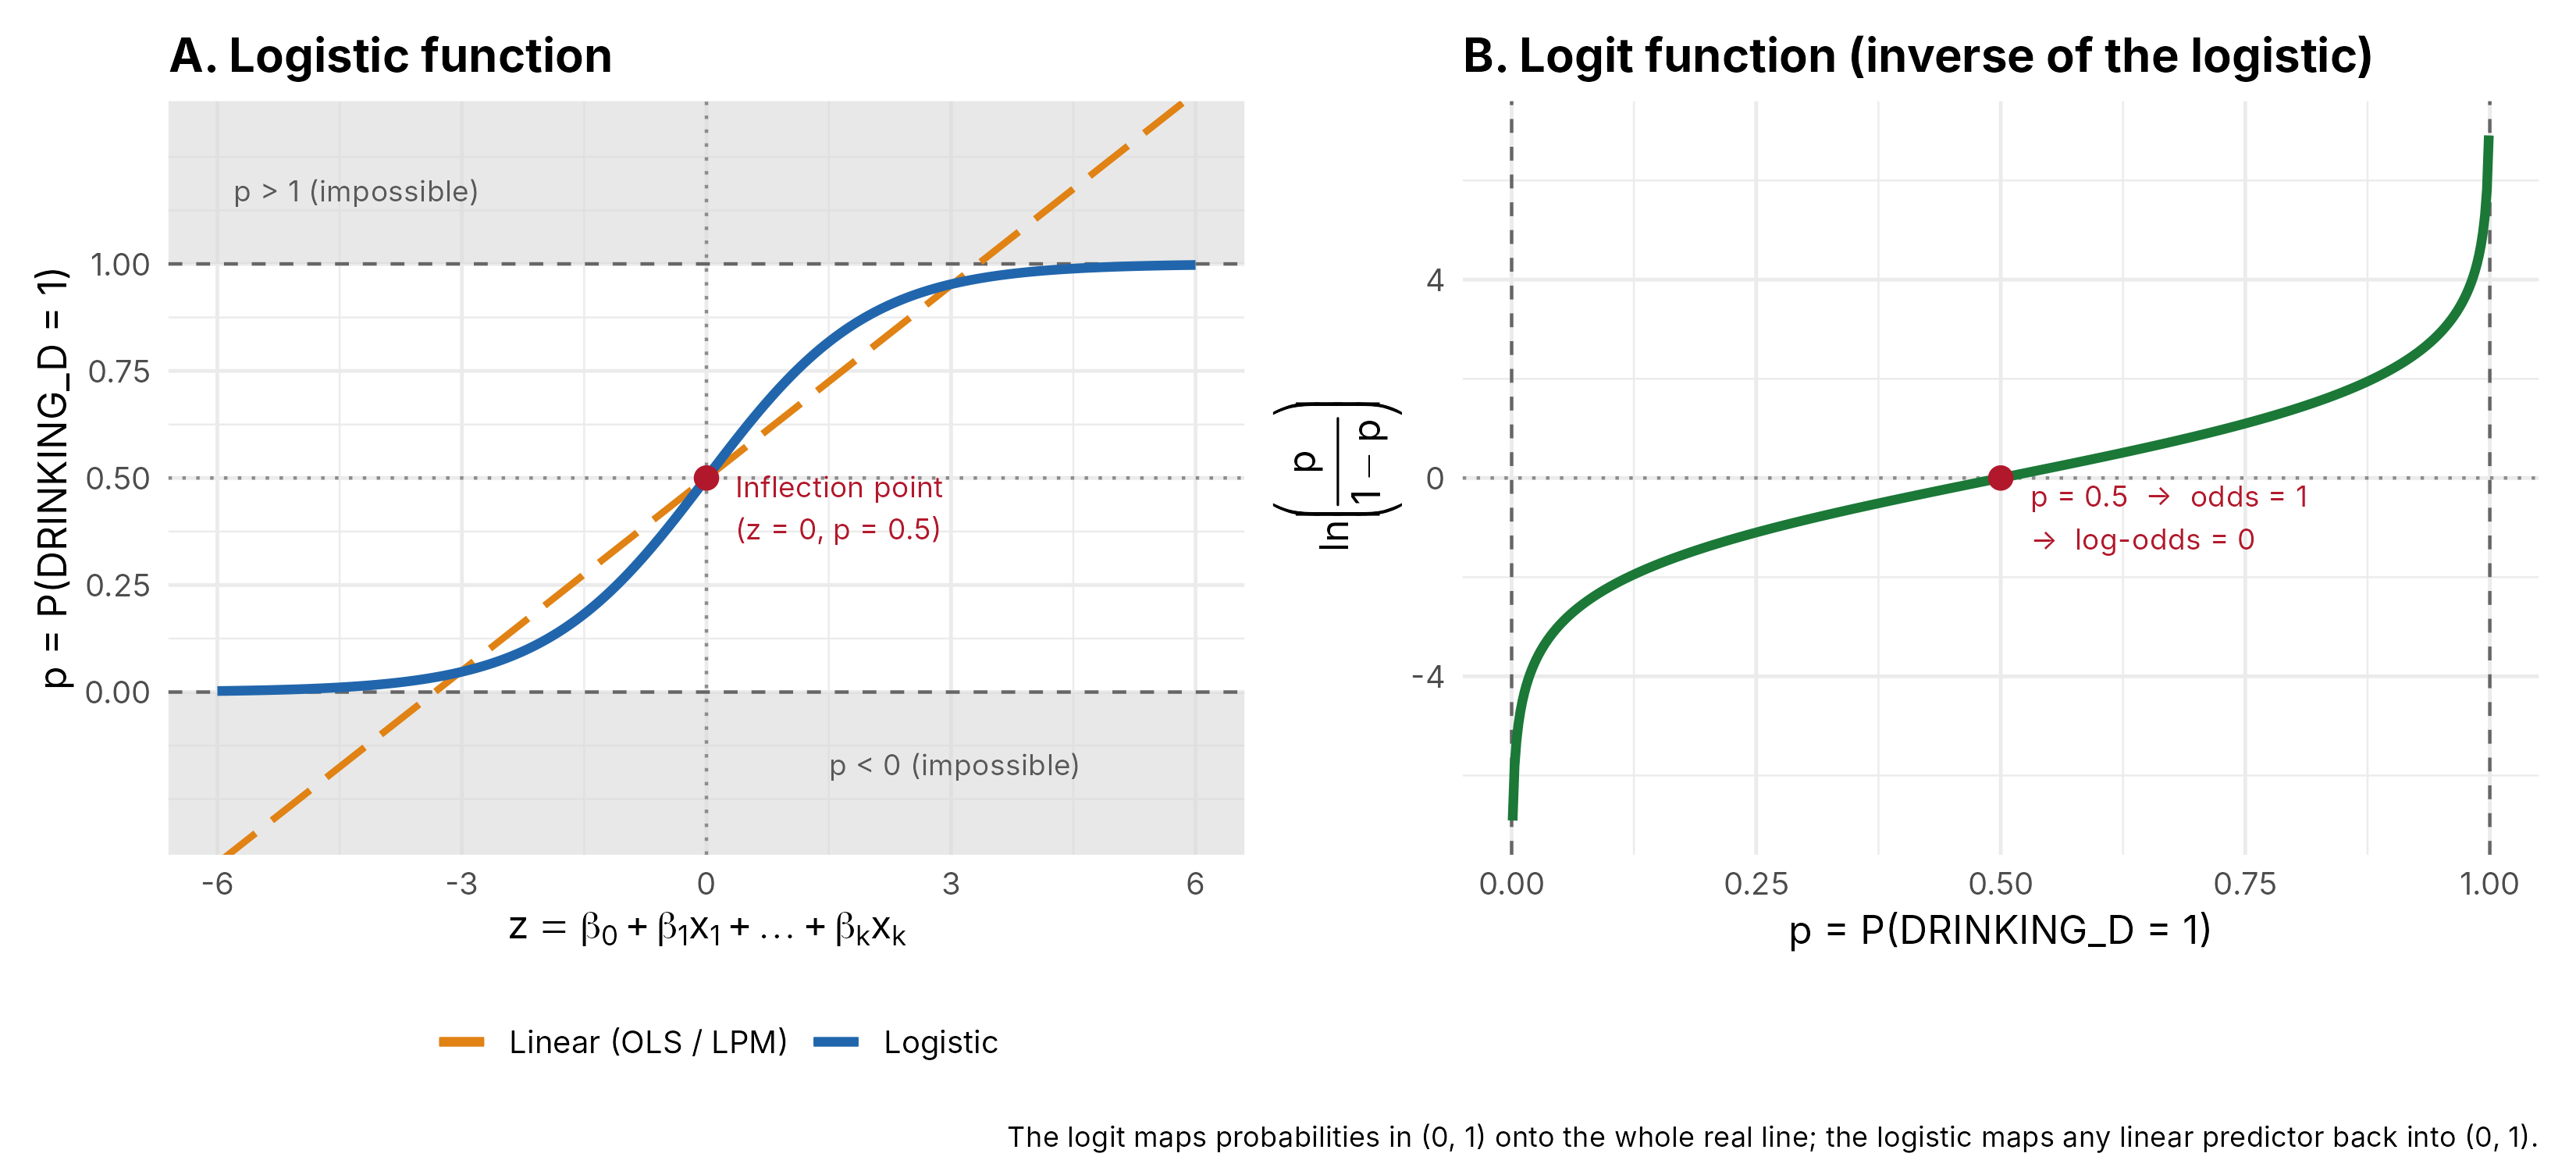 A. Logistic function
p = P(DRINKING_D = 1)
1.00
0.75
0.50
0.25
0.00
p > 1 (impossible)
Inflection point
(z = 0, p = 0.5)
p < 0 (impossible)
-6 -3 0 3 6
z = β₀ + β₁x₁ + … + βₖxₖ
Linear (OLS / LPM) Logistic
B. Logit function (inverse of the logistic)
ln(p / 1 − p)
4
0
-4
p = 0.5 → odds = 1
→ log-odds = 0
0.00 0.25 0.50 0.75 1.00
p = P(DRINKING_D = 1)
The logit maps probabilities in (0, 1) onto the whole real line; the logistic maps any linear predictor back into (0, 1).